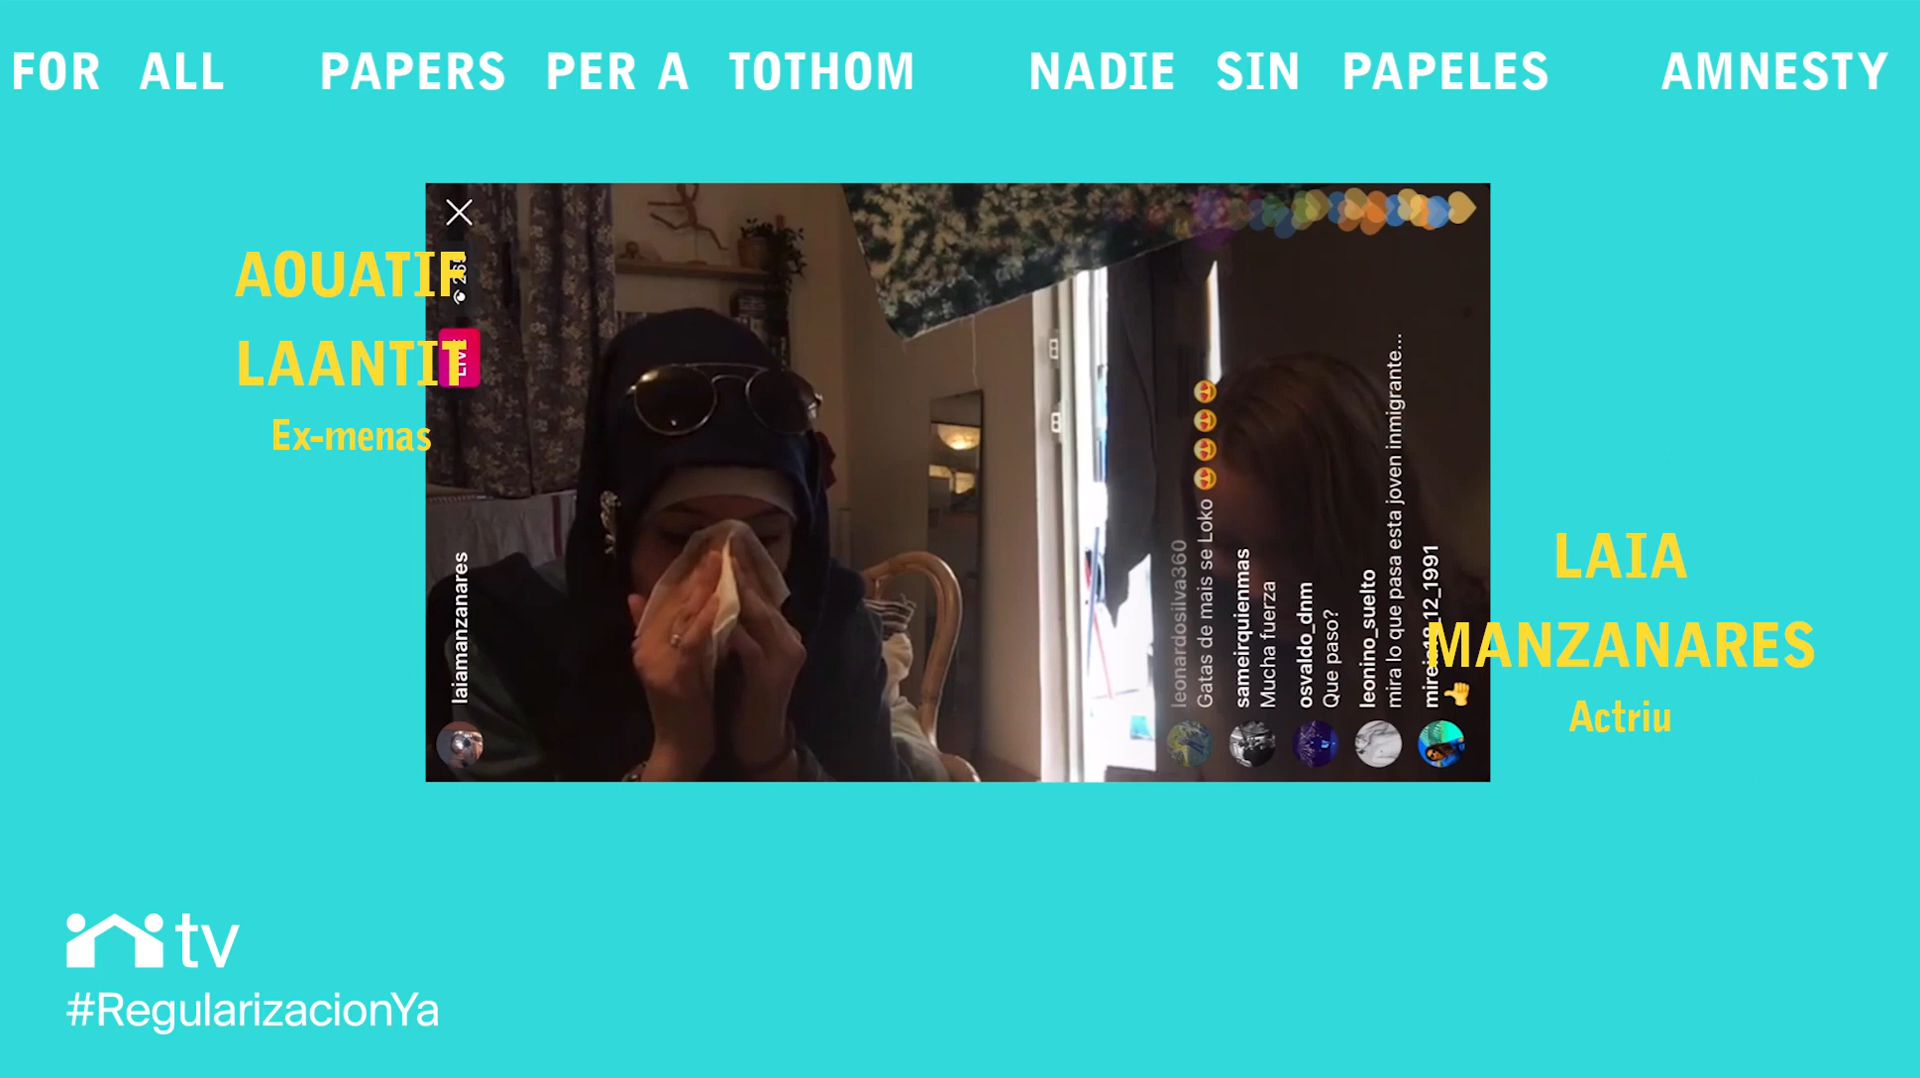 FOR ALL PAPERS PER A TOTHOM NADIE SIN PAPELES AMNESTY
AOUATIF
LAANTIT
Ex-menas
LIVE
laiamanzanares
leonardosilva360
Gatas de mais se Loko 😍😍😍😍
sameirquienmas
Mucha fuerza
osvaldo_dnm
Que paso?
leonino_suelto
mira lo que pasa esta joven inmigrante...
👍
LAIA
MANZANARES
Actriu
tv
#RegularizacionYa